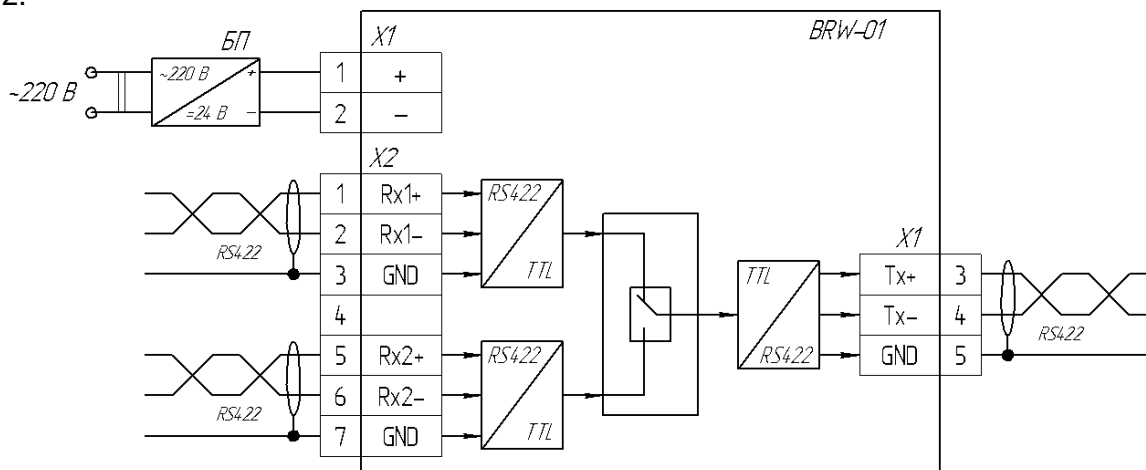 2.
BRW-01
БП
X1
~220 В
~220 В
+
=24 В
-
1
+
2
-
X2
1
Rx1+
2
Rx1-
3
GND
4
5
Rx2+
6
Rx2-
7
GND
RS422
RS422
RS422
TTL
RS422
TTL
TTL
RS422
X1
Tx+
3
Tx-
4
GND
5
RS422